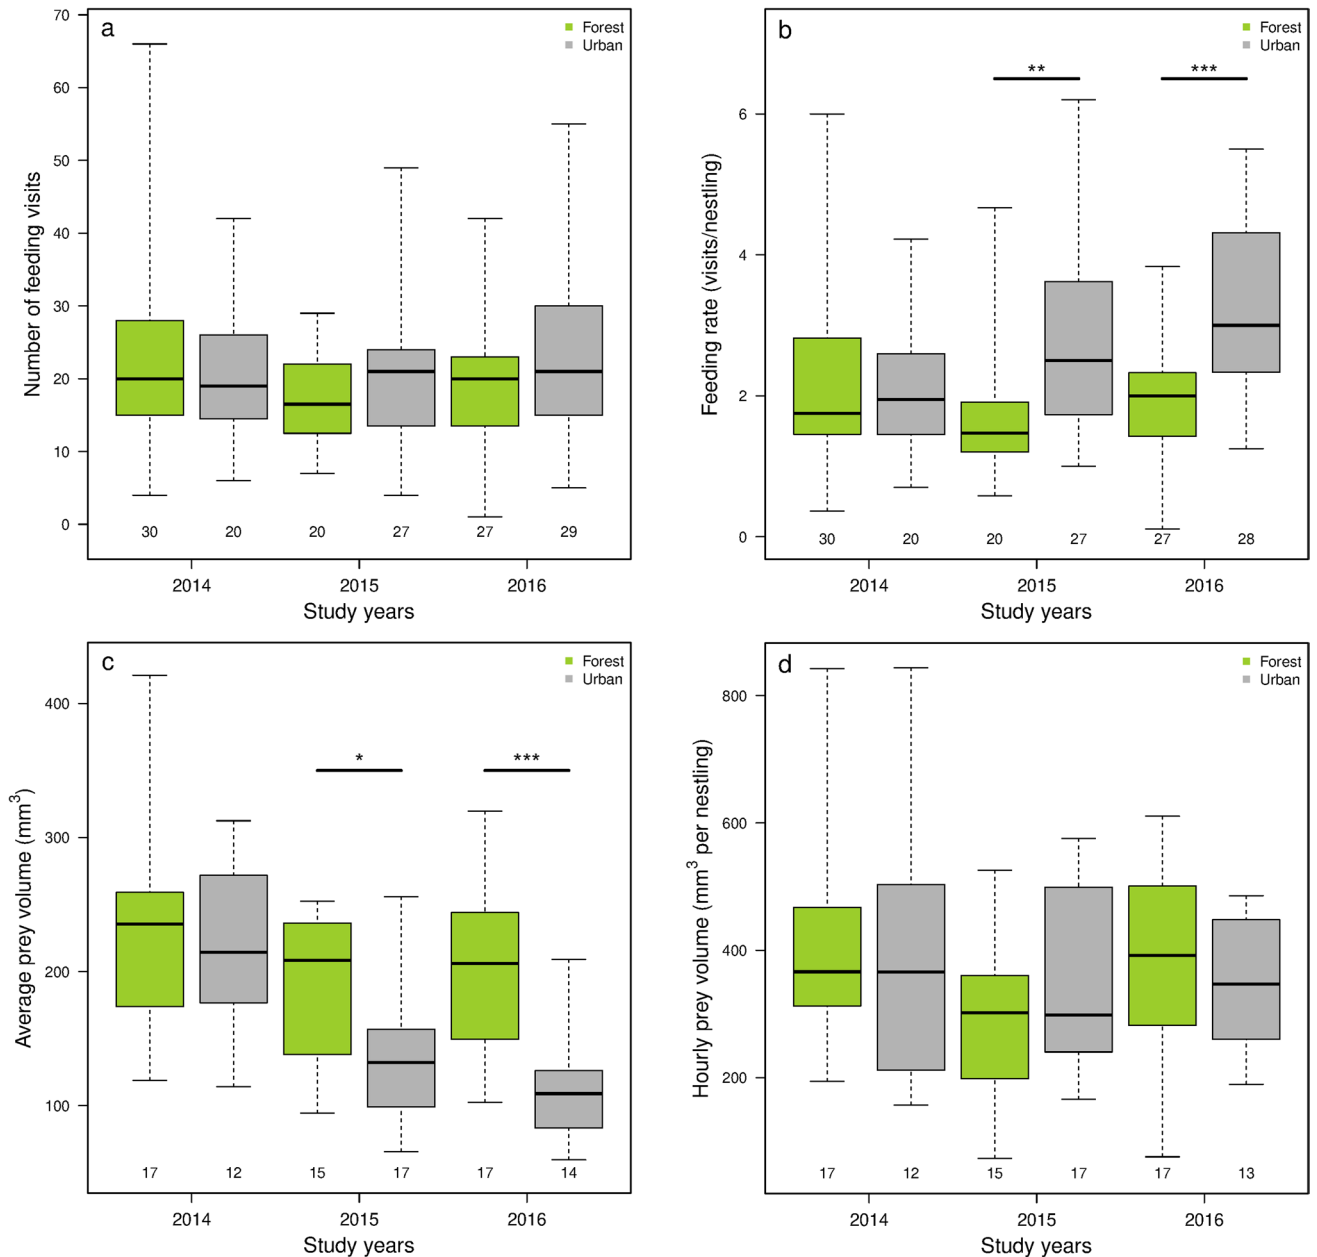 a
Forest
Urban
70
60
50
40
30
20
10
0
Number of feeding visits
30 20 20 27 27 29
2014 2015 2016
Study years
b
Forest
Urban
** ***
6
4
2
0
Feeding rate (visits/nestling)
30 20 20 27 27 28
2014 2015 2016
Study years
c
Forest
Urban
* ***
400
300
200
100
Average prey volume (mm³)
17 12 15 17 17 14
2014 2015 2016
Study years
d
Forest
Urban
800
600
400
200
Hourly prey volume (mm³ per nestling)
17 12 15 17 17 13
2014 2015 2016
Study years